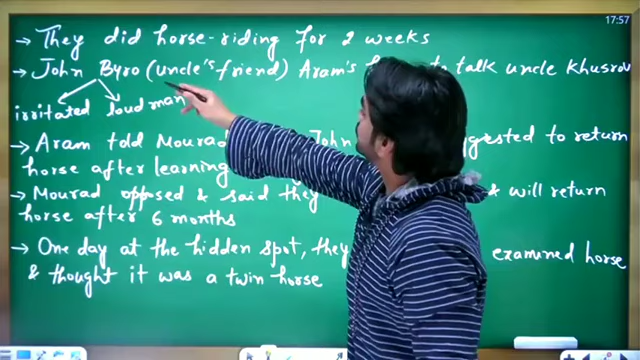 17:57
→ They did horse-riding for 2 weeks
→ John Byro (uncle's friend) Aram's to talk uncle Khusrov
irritated loud man
→ Aram told Mourad John to return
horse after learning
→ Mourad opposed & said they & will return
horse after 6 months
→ One day at the hidden spot, they examined horse
& thought it was a twin horse